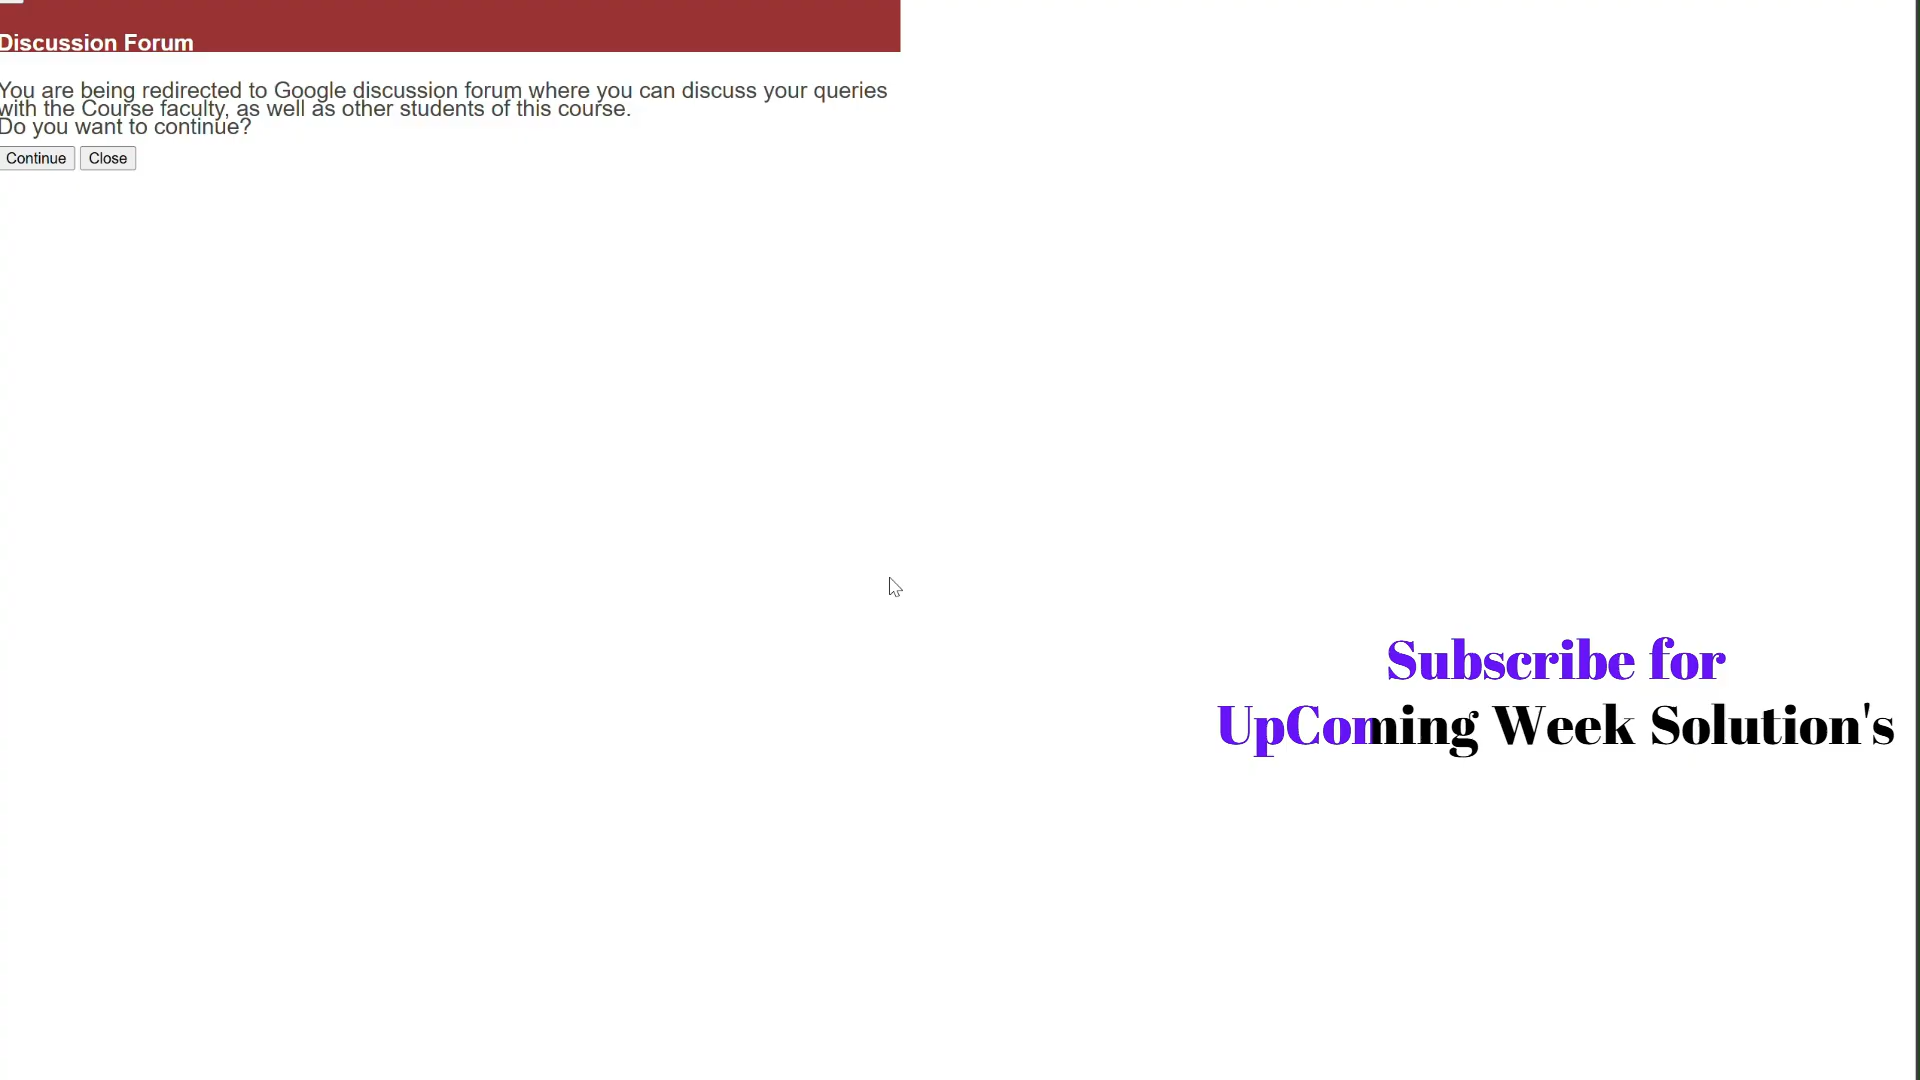 Discussion Forum
You are being redirected to Google discussion forum where you can discuss your queries
with the Course faculty, as well as other students of this course.
Do you want to continue?
Continue Close
Subscribe for
UpComing Week Solution's